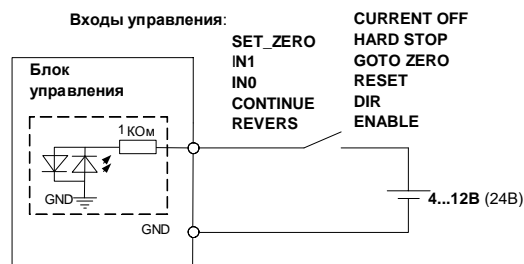 Входы управления:
SET_ZERO
IN1
IN0
CONTINUE
REVERS
CURRENT OFF
HARD STOP
GOTO ZERO
RESET
DIR
ENABLE
Блок
управления
1 КОм
GND
GND
4...12В (24В)